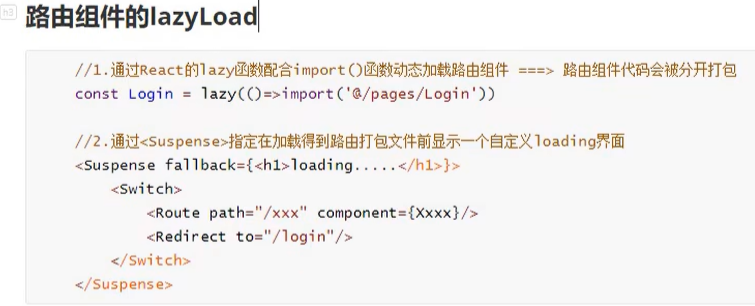 h3
路由组件的lazyLoad
//1.通过React的lazy函数配合import()函数动态加载路由组件 ===> 路由组件代码会被分开打包
const Login = lazy(()=>import('@/pages/Login'))
//2.通过<Suspense>指定在加载得到路由打包文件前显示一个自定义loading界面
<Suspense fallback={<h1>loading.....</h1>}>
<Switch>
<Route path="/xxx" component={Xxxx}/>
<Redirect to="/login"/>
</Switch>
</Suspense>